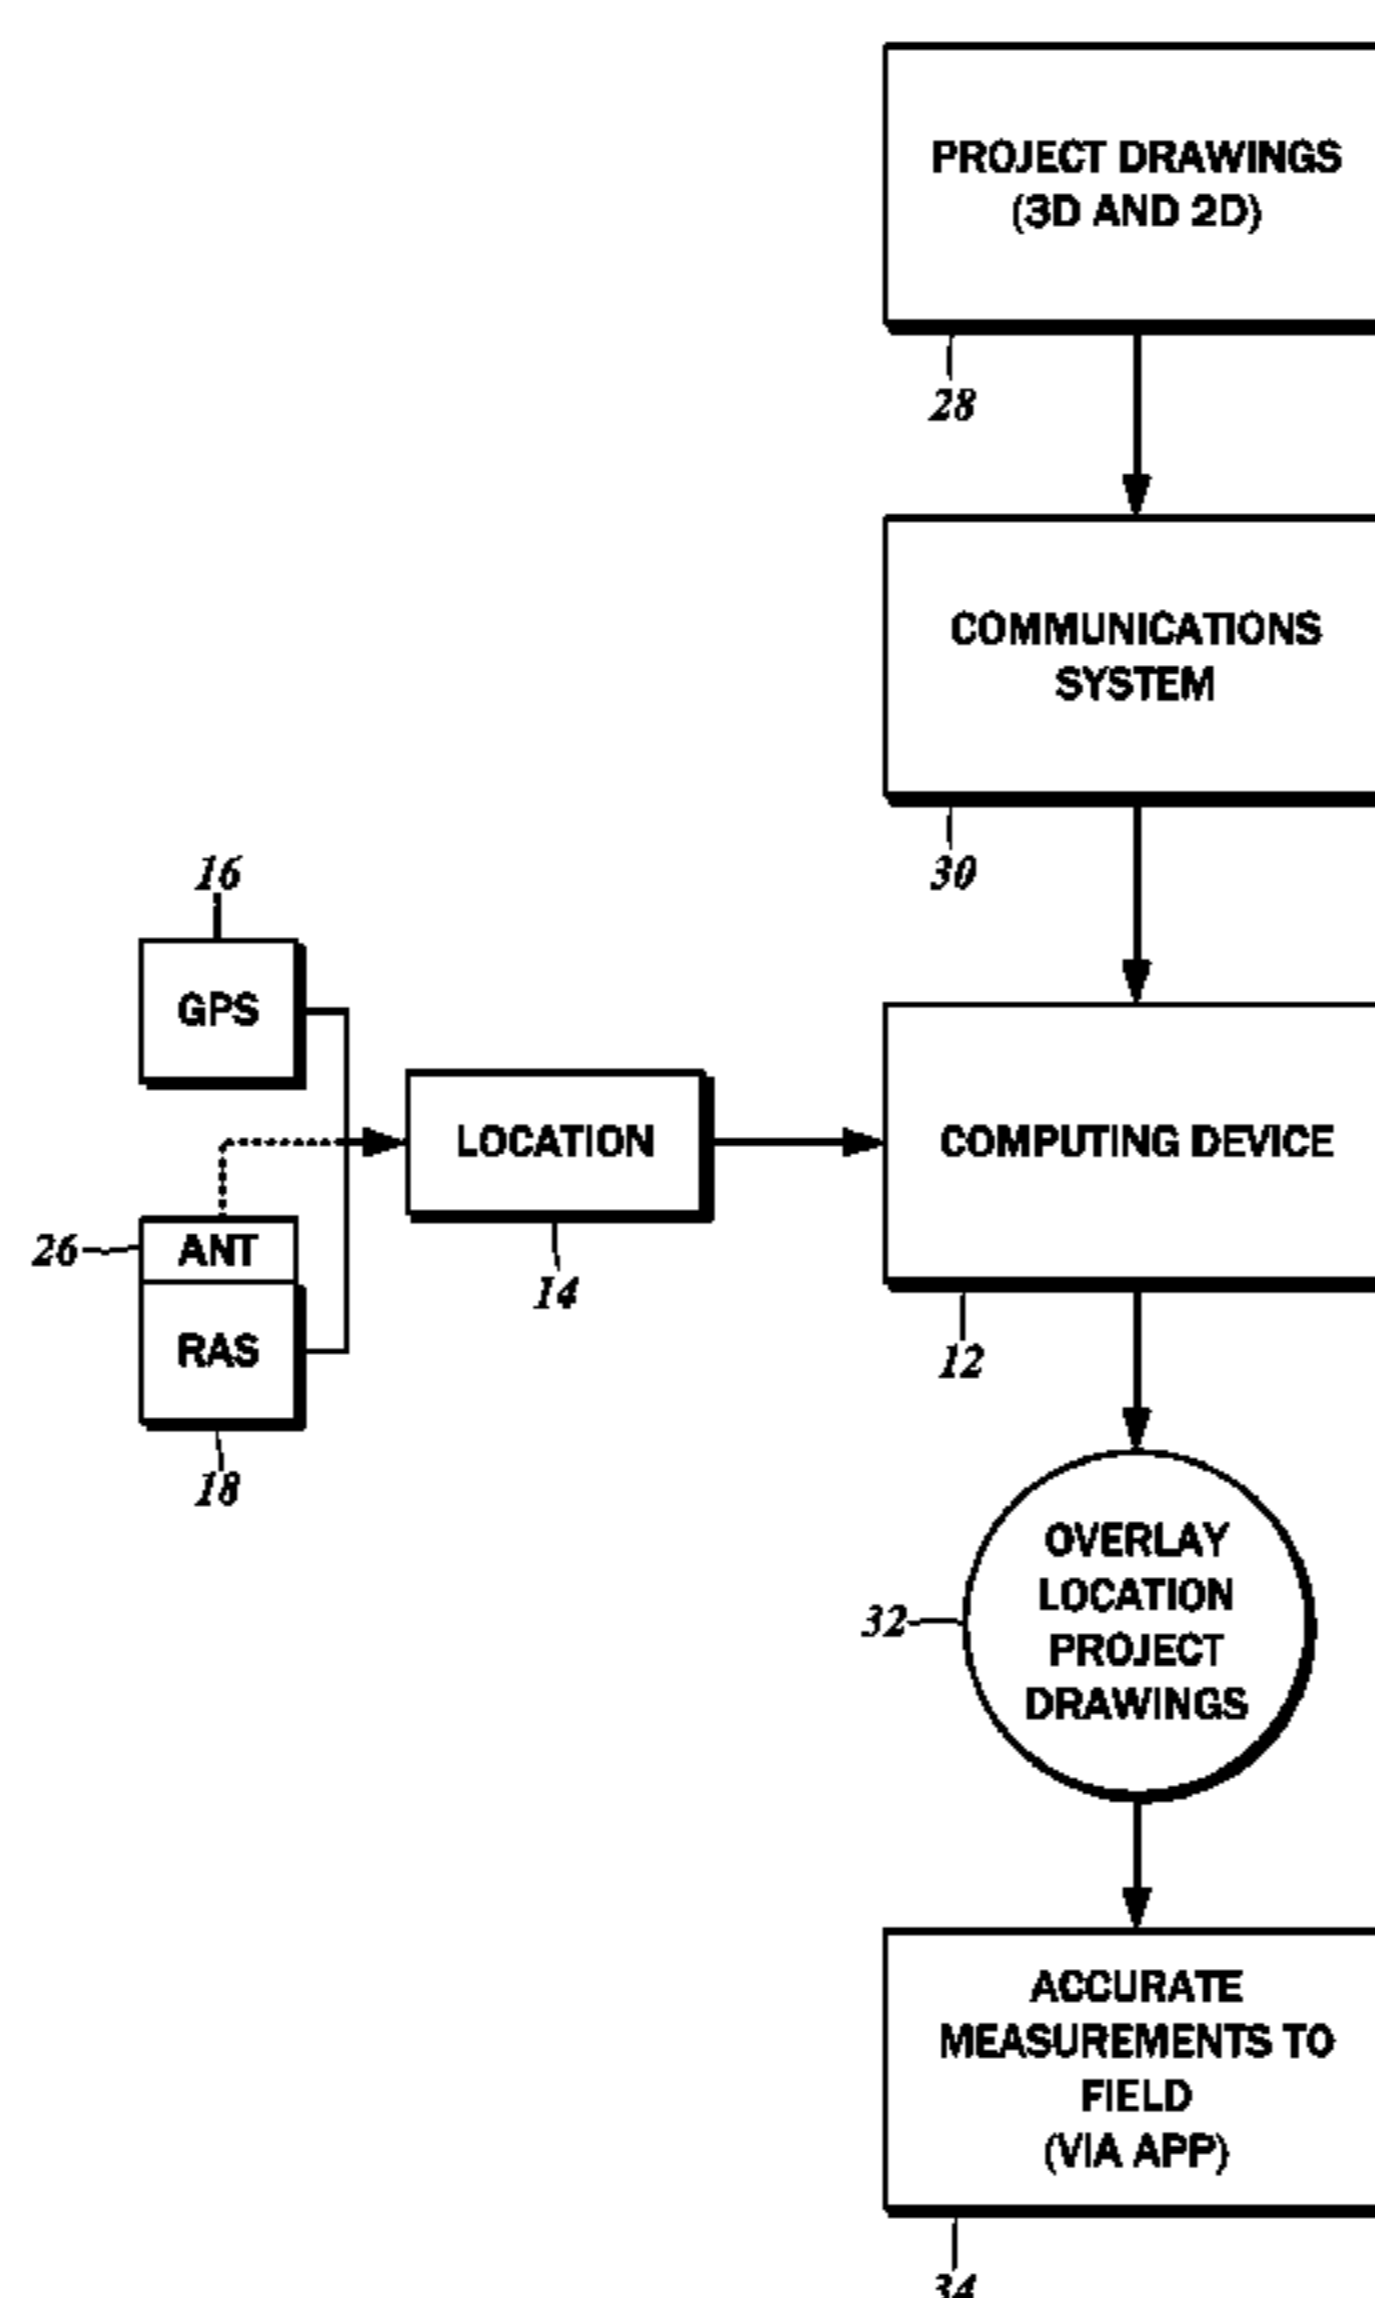 PROJECT DRAWINGS
(3D AND 2D)
28
COMMUNICATIONS
SYSTEM
30
16
GPS
LOCATION
14
COMPUTING DEVICE
12
26
ANT
RAS
18
OVERLAY
LOCATION
PROJECT
DRAWINGS
32
ACCURATE
MEASUREMENTS TO
FIELD
(VIA APP)
34